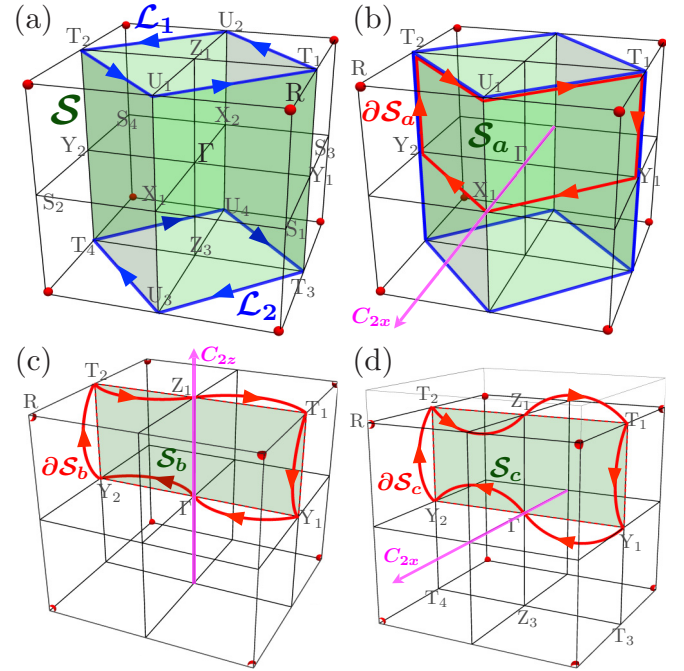 (a)
𝓛₁
U₂
T₂
Z₁
T₁
U₁
R
𝓢
S₄
X₂
S₃
Y₂
Γ
Y₁
S₂
X₁
U₄
S₁
T₄
Z₃
T₃
U₃
𝓛₂
(b)
T₂
T₁
R
U₁
∂𝓢ₐ
𝓢ₐ
Y₂
Γ
Y₁
X₁
C₂ₓ
(c)
C₂z
T₂
Z₁
R
T₁
𝓢b
∂𝓢b
Y₂
Γ
Y₁
(d)
T₂
Z₁
R
T₁
𝓢c
∂𝓢c
Y₂
Γ
Y₁
C₂ₓ
T₄
Z₃
T₃